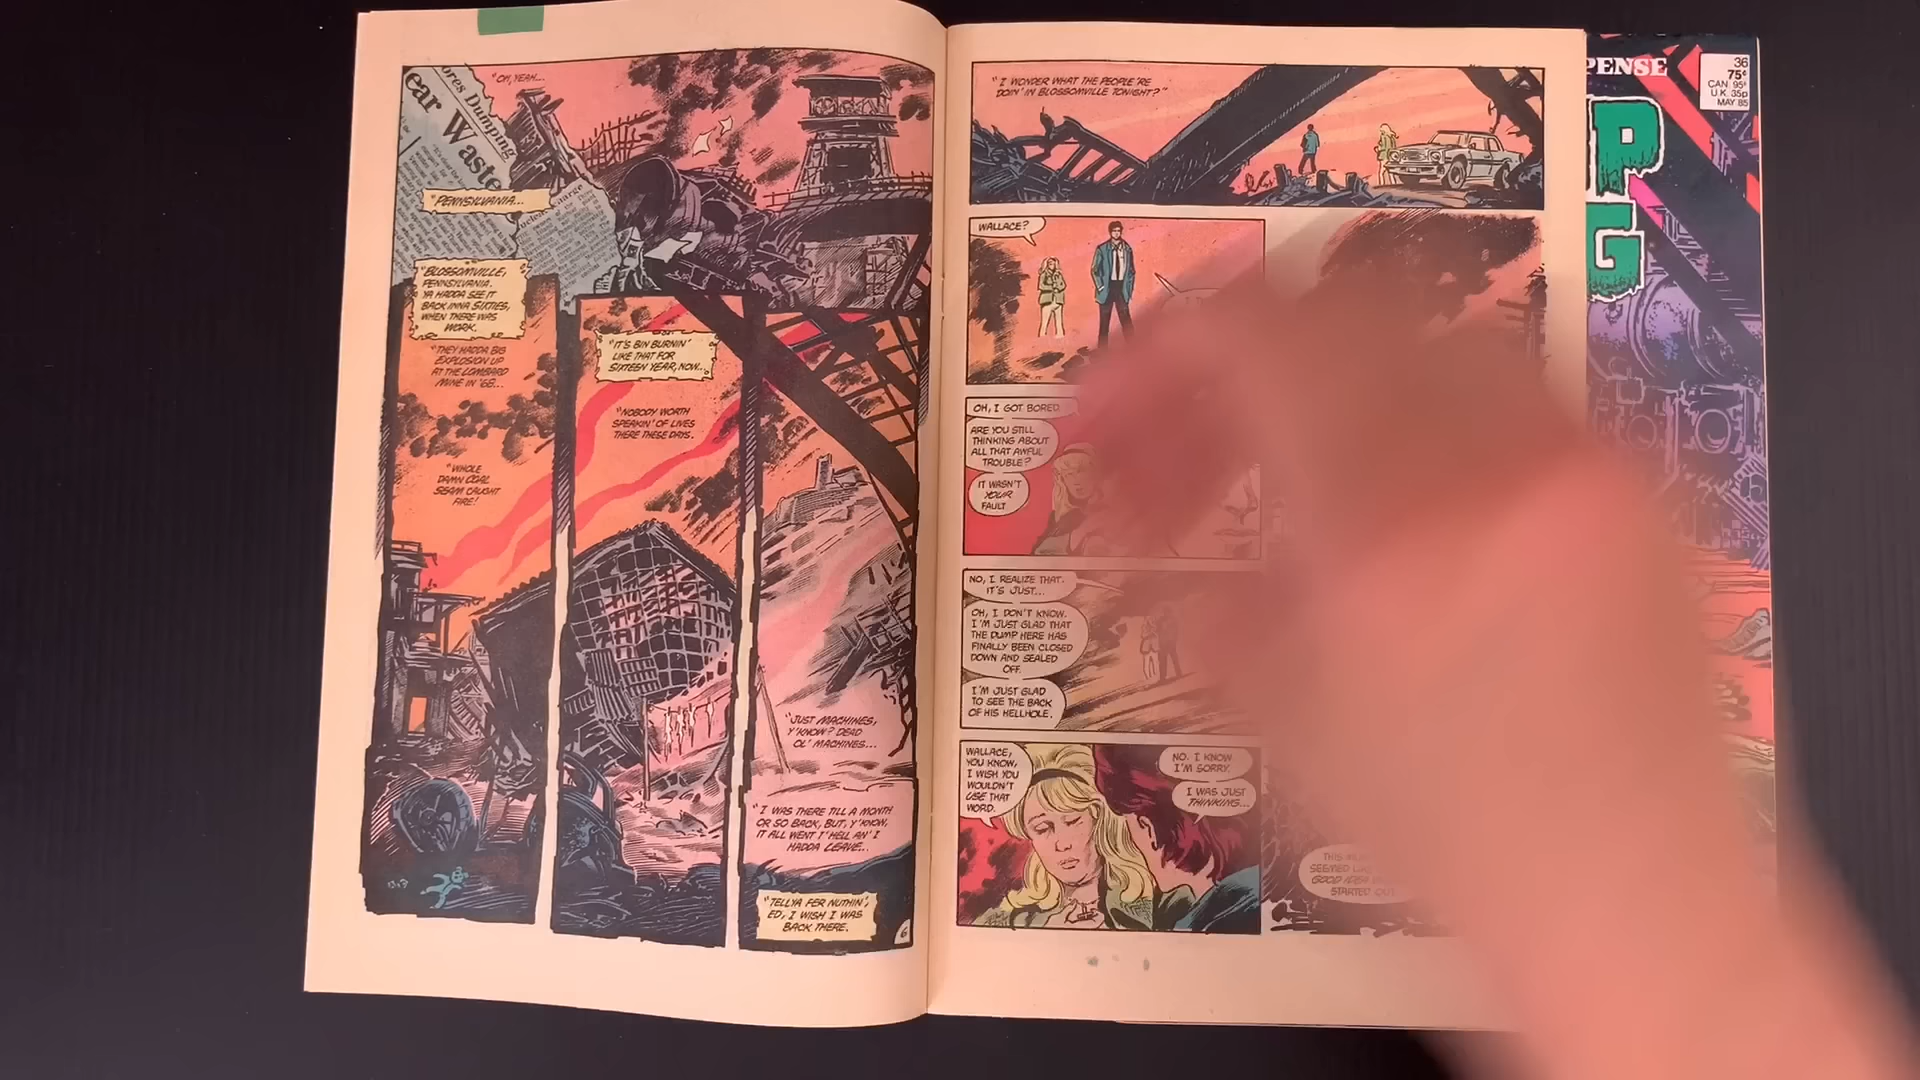 ores Dumping
ear Waste
"OH, YEAH...
"PENNSYLVANIA...
"BLOSSOMVILLE,
PENNSYLVANIA.
YA HADDA SEE IT
BACK INNA SIXTIES,
WHEN THERE WAS
WORK.
"THEY HADDA BIG
EXPLOSION UP
AT THE LOMBARD
MINE IN '68...
"WHOLE
DAMN COAL
SEAM CAUGHT
FIRE!
"IT'S BIN BURNIN'
LIKE THAT FOR
SIXTEEN YEAR, NOW...
"NOBODY WORTH
SPEAKIN' OF LIVES
THERE THESE DAYS.
"JUST MACHINES,
Y'KNOW? DEAD
OL' MACHINES...
"I WAS THERE TILL A MONTH
OR SO BACK, BUT, Y'KNOW,
IT ALL WENT T'HELL AN' I
HADDA LEAVE...
"TELLYA FER NUTHIN',
ED, I WISH I WAS
BACK THERE.
6
"I WONDER WHAT THE PEOPLE'RE
DOIN' IN BLOSSOMVILLE TONIGHT?"
WALLACE?
OH, I GOT BORED.
ARE YOU STILL
THINKING ABOUT
ALL THAT AWFUL
TROUBLE?
IT WASN'T
YOUR
FAULT
NO, I REALIZE THAT.
IT'S JUST...
OH, I DON'T KNOW.
I'M JUST GLAD THAT
THE DUMP HERE HAS
FINALLY BEEN CLOSED
DOWN AND SEALED
OFF.
I'M JUST GLAD
TO SEE THE BACK
OF HIS HELLHOLE.
WALLACE,
YOU KNOW,
I WISH YOU
WOULDN'T
USE THAT
WORD.
NO. I KNOW.
I'M SORRY.
I WAS JUST
THINKING...
THIS
SEEMED
GOOD IDEA
STARTED OUT
PENSE
36
75¢
CAN. 95¢
U.K. 35p
MAY 85
P
G